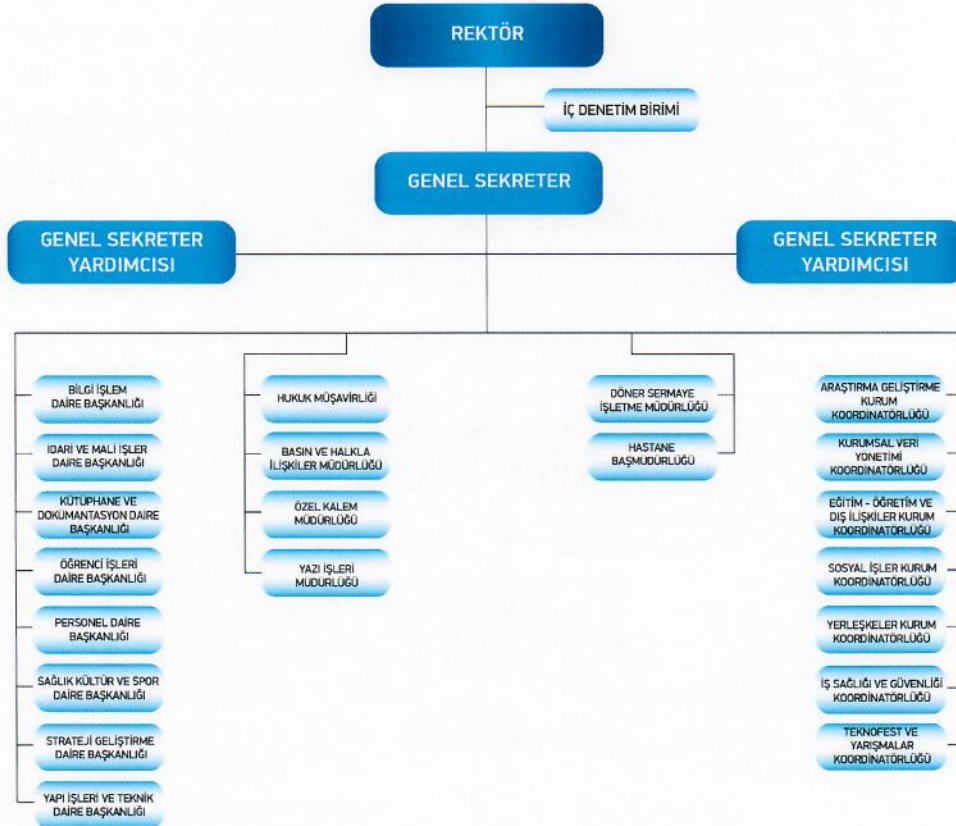 REKTÖR
İÇ DENETİM BİRİMİ
GENEL SEKRETER
GENEL SEKRETER
YARDIMCISI
GENEL SEKRETER
YARDIMCISI
BİLGİ İŞLEM
DAİRE BAŞKANLIĞI
IDARİ VE MALİ İŞLER
DAİRE BAŞKANLIĞI
KÜTÜPHANE VE
DOKÜMANTASYON DAİRE
BAŞKANLIĞI
ÖĞRENCİ İŞLERİ
DAİRE BAŞKANLIĞI
PERSONEL DAİRE
BAŞKANLIĞI
SAĞLIK KÜLTÜR VE SPOR
DAİRE BAŞKANLIĞI
STRATEJİ GELİŞTİRME
DAİRE BAŞKANLIĞI
YAPI İŞLERİ VE TEKNİK
DAİRE BAŞKANLIĞI
HUKUK MÜŞAVİRLİĞİ
BASIN VE HALKLA
İLİŞKİLER MÜDÜRLÜĞÜ
ÖZEL KALEM
MÜDÜRLÜĞÜ
YAZI İŞLERİ
MUDÜRLÜĞÜ
DÖNER SERMAYE
İŞLETME MÜDÜRLÜĞÜ
HASTANE
BAŞMUDÜRLÜĞÜ
ARAŞTIRMA GELİŞTİRME
KURUM
KOORDİNATÖRLÜĞÜ
KURUMSAL VERİ
YÖNETİMİ
KOORDİNATÖRLÜĞÜ
EĞİTİM - ÖĞRETİM VE
DIŞ İLİŞKİLER KURUM
KOORDİNATÖRLÜĞÜ
SOSYAL İŞLER KURUM
KOORDİNATÖRLÜĞÜ
YERLEŞKELER KURUM
KOORDİNATÖRLÜĞÜ
İŞ SAĞLIĞI VE GÜVENLİĞİ
KOORDİNATÖRLÜĞÜ
TEKNOFEST VE
YARIŞMALAR
KOORDİNATÖRLÜĞÜ